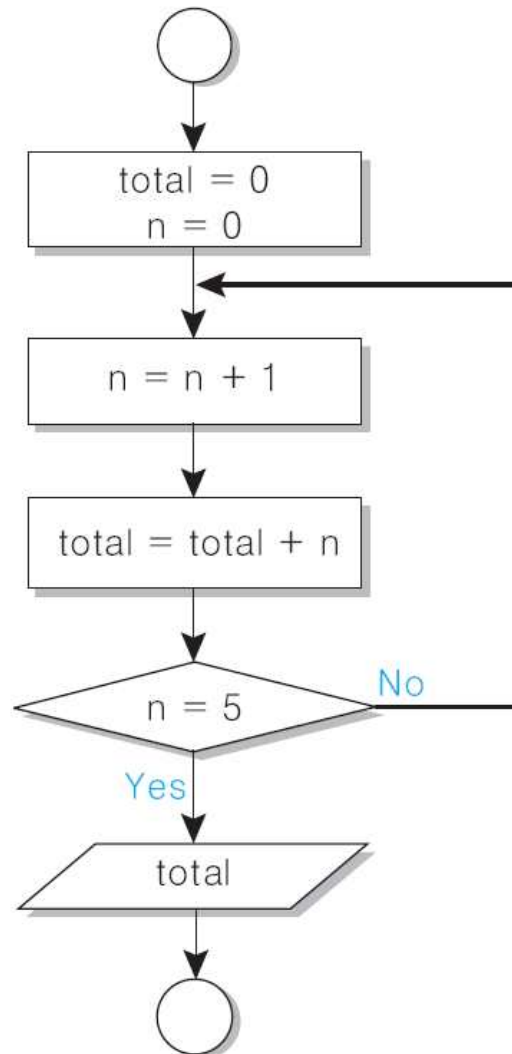 total = 0
n = 0
n = n + 1
total = total + n
n = 5
No
Yes
total